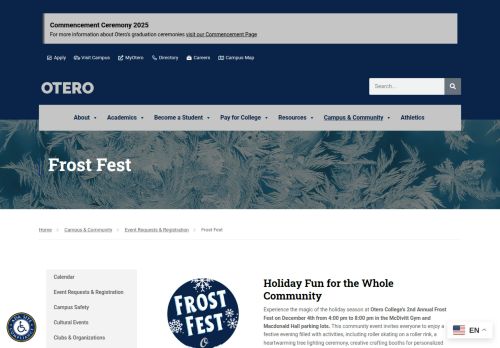 Commencement Ceremony 2025
For more information about Otero's graduation ceremonies visit our Commencement Page
Apply Visit Campus MyOtero Directory Careers Campus Map
OTERO
Search...
About Academics Become a Student Pay for College Resources Campus & Community Athletics
Frost Fest
Home Campus & Community Event Requests & Registration Frost Fest
Calendar
Event Requests & Registration
Campus Safety
Cultural Events
Clubs & Organizations
FROST
FEST
Holiday Fun for the Whole
Community
Experience the magic of the holiday season at Otero College's 2nd Annual Frost
Fest on December 4th from 4:00 pm to 8:00 pm in the McDivitt Gym and
Macdonald Hall parking lots. This community event invites everyone to enjoy a
festive evening filled with activities, including roller skating on a roller rink, a
heartwarming tree lighting ceremony, creative crafting booths for personalized
EN